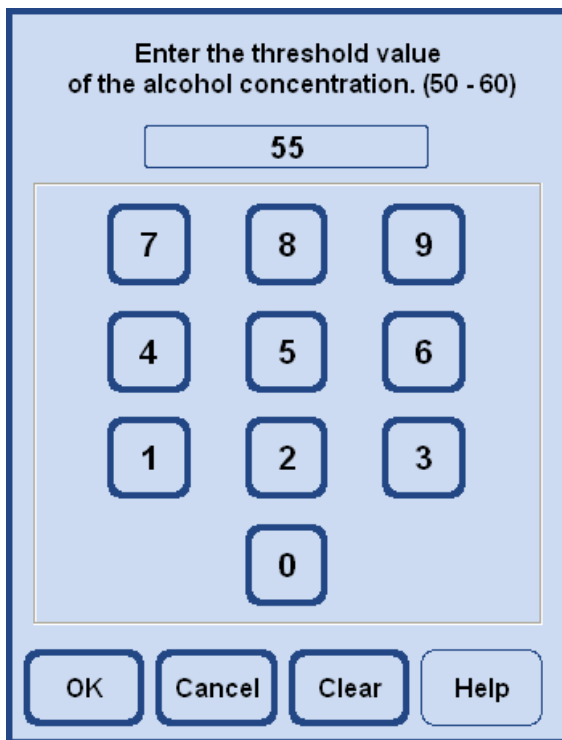 Enter the threshold value
of the alcohol concentration. (50 - 60)
55
7 8 9
4 5 6
1 2 3
0
OK Cancel Clear Help